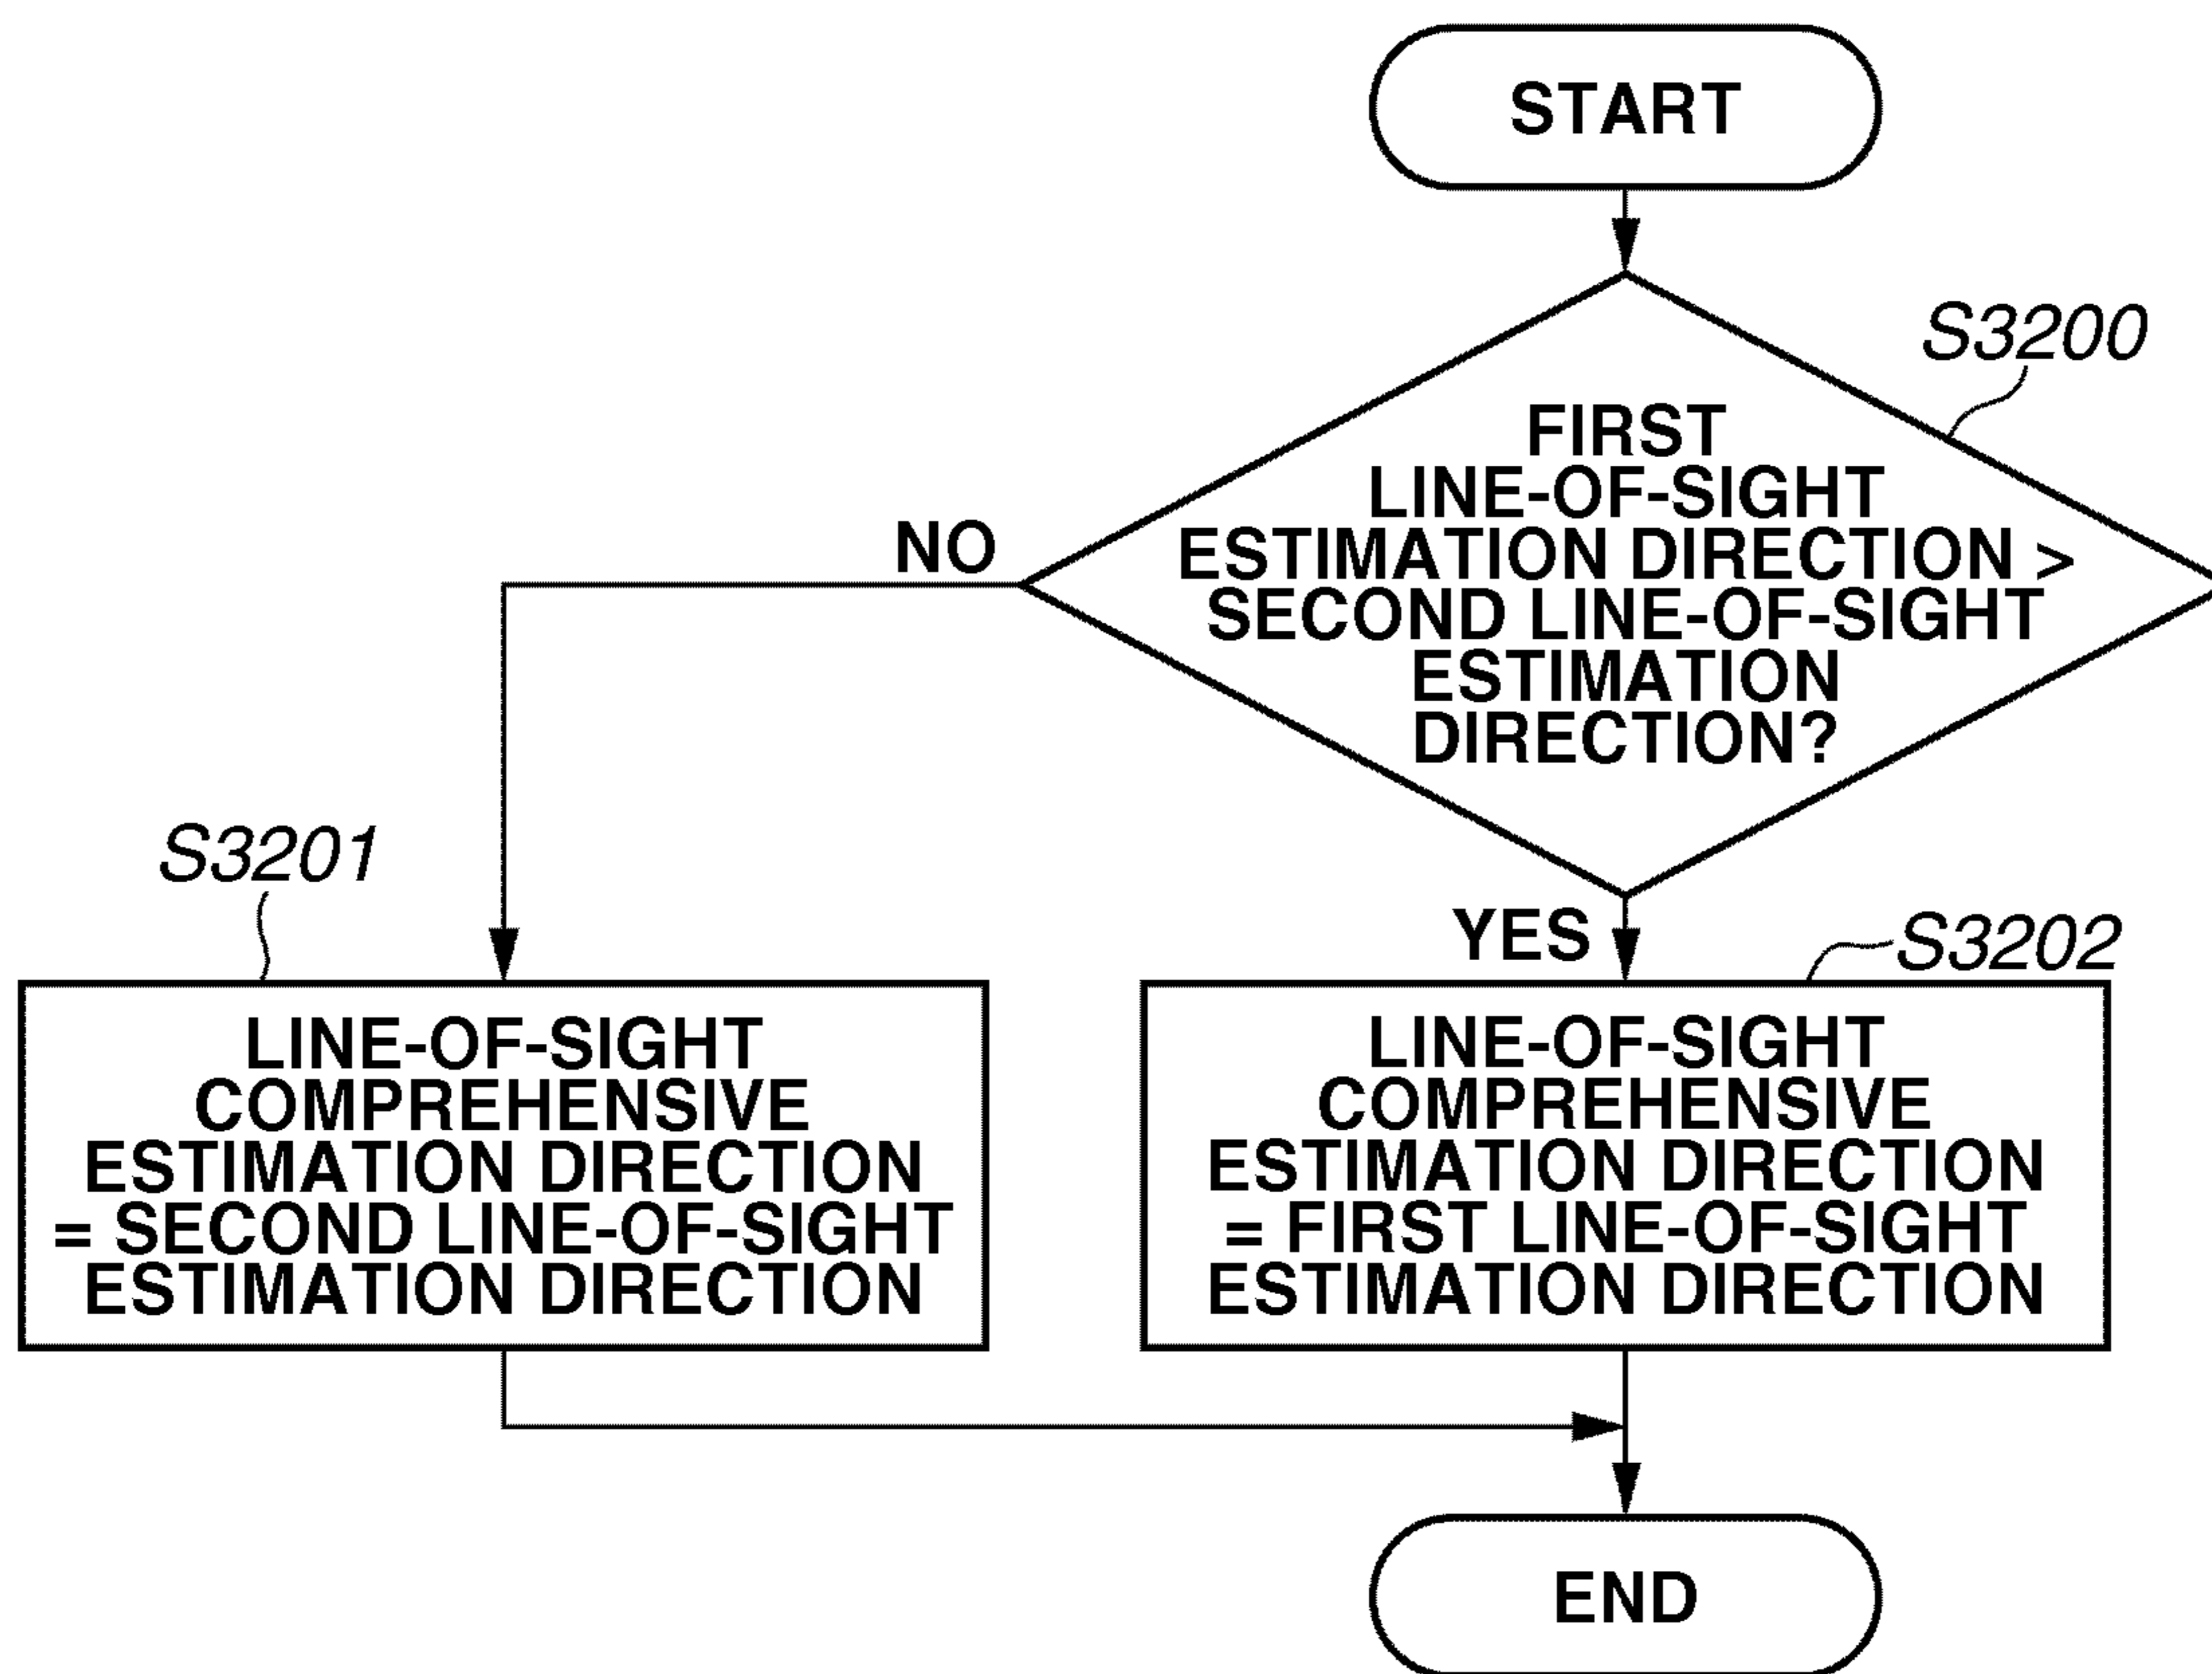 START
S3200
FIRST
LINE-OF-SIGHT
ESTIMATION DIRECTION >
SECOND LINE-OF-SIGHT
ESTIMATION
DIRECTION?
NO
YES
S3201
LINE-OF-SIGHT
COMPREHENSIVE
ESTIMATION DIRECTION
= SECOND LINE-OF-SIGHT
ESTIMATION DIRECTION
S3202
LINE-OF-SIGHT
COMPREHENSIVE
ESTIMATION DIRECTION
= FIRST LINE-OF-SIGHT
ESTIMATION DIRECTION
END